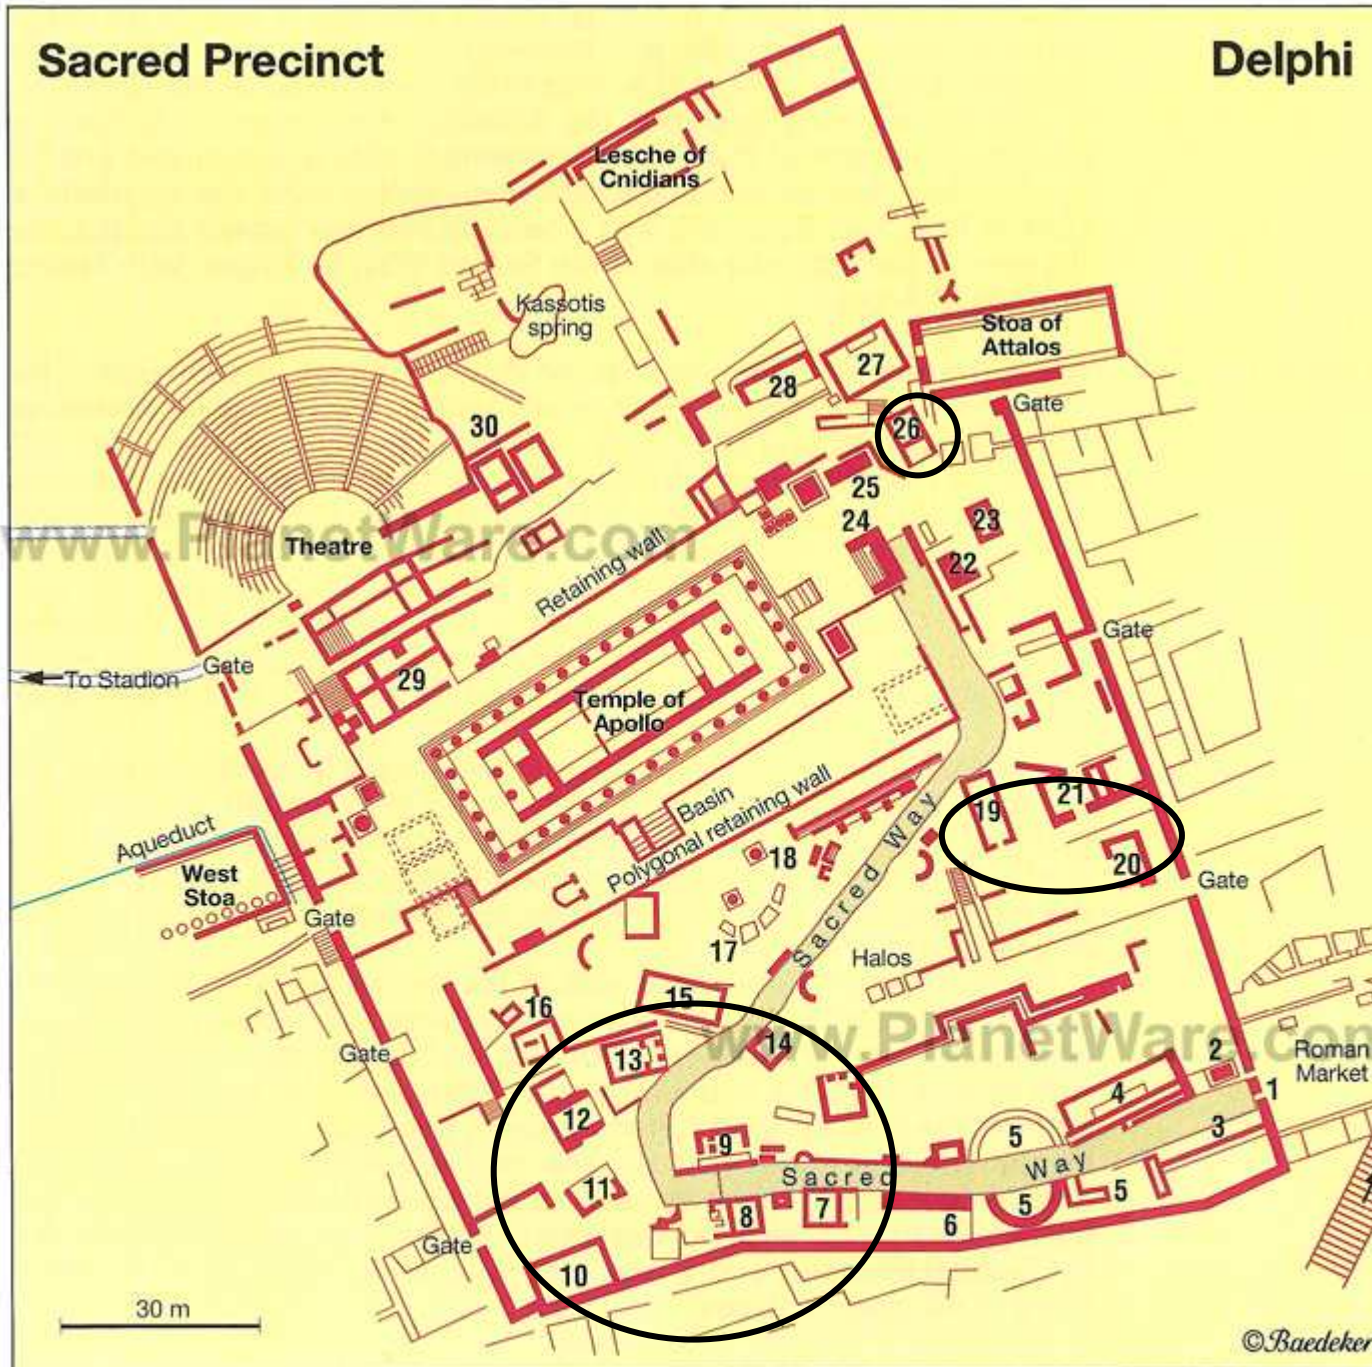 Sacred Precinct
Delphi
Lesche of
Cnidians
Kassotis
spring
Stoa of
Attalos
27
28
Gate
26
30
25
24
23
www.PlanetWare.com
Theatre
Retaining wall
22
Gate
Gate
To Stadion
29
Temple of
Apollo
Basin
Polygonal retaining wall
21
19
Aqueduct
18
20
West
Stoa
Gate
Gate
Sacred Way
17
Halos
15
16
www.PlanetWare.com
14
2
Roman
Market
Gate
13
1
4
12
3
5
9
Sacred Way
5
11
5
7
8
6
Gate
10
30 m
©Baedeker